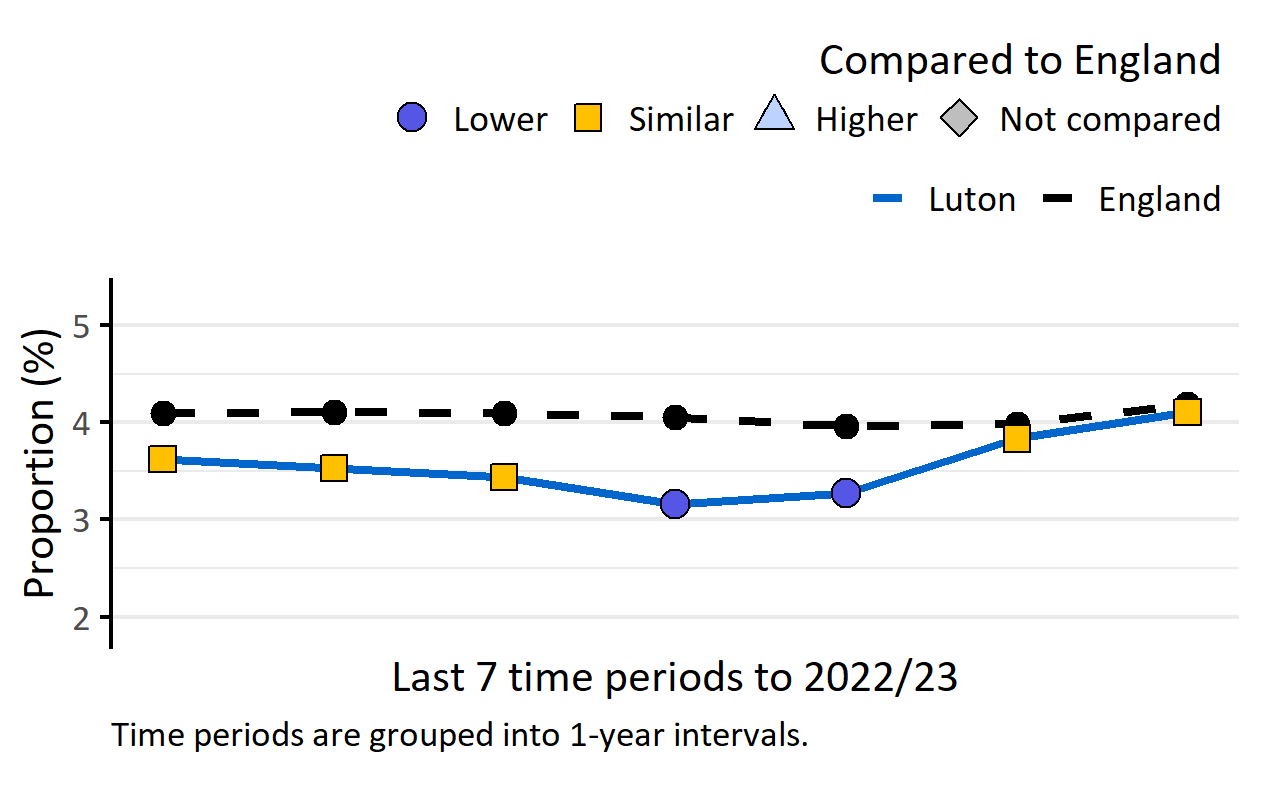 Compared to England
Lower Similar Higher Not compared
Luton England
Proportion (%)
5
4
3
2
Last 7 time periods to 2022/23
Time periods are grouped into 1-year intervals.